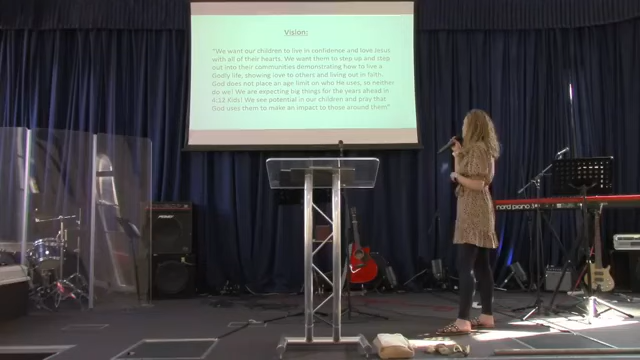 Vision:
"We want our children to live in confidence and love Jesus
with all of their hearts. We want them to step up and step
out into their communities demonstrating how to live a
Godly life, showing love to others and living out in faith.
God does not place an age limit on who He uses, so neither
do we! We are expecting big things for the years ahead in
4:12 Kids! We see potential in our children and pray that
God uses them to make an impact to those around them"
nord piano